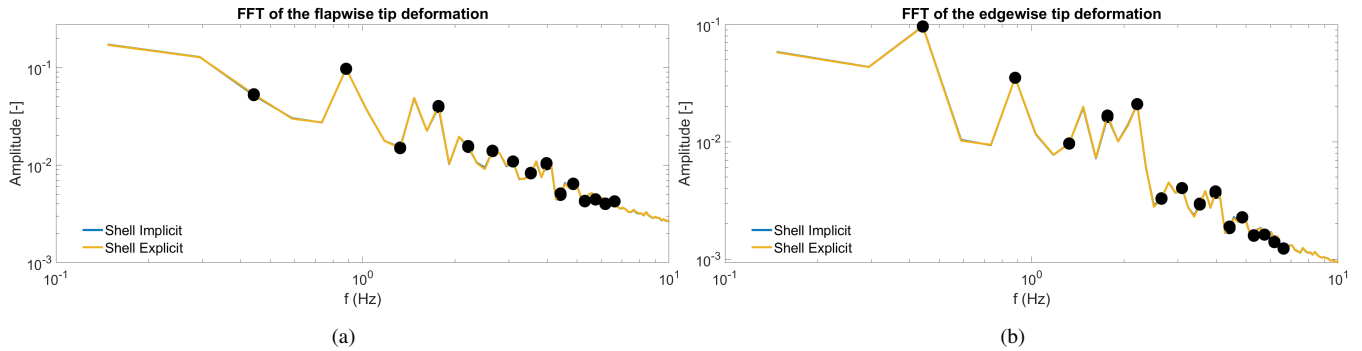 FFT of the flapwise tip deformation
Amplitude [-]
10^-1
10^-2
10^-3
Shell Implicit
Shell Explicit
10^-1
10^0
10^1
f (Hz)
(a)
FFT of the edgewise tip deformation
Amplitude [-]
10^-1
10^-2
10^-3
Shell Implicit
Shell Explicit
10^-1
10^0
10^1
f (Hz)
(b)